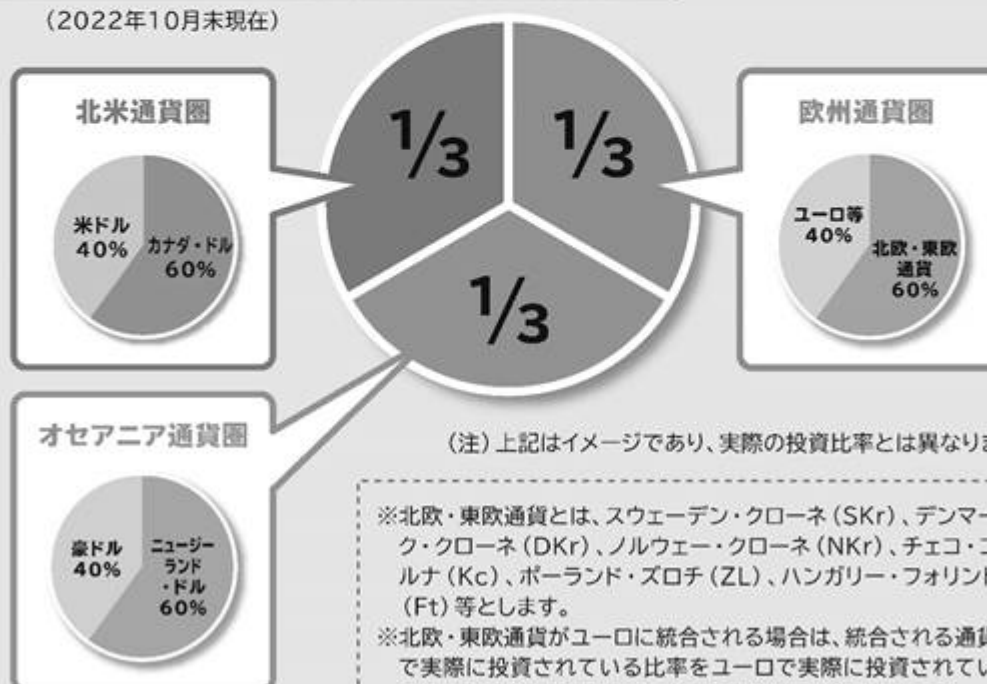 (2022年10月末現在)
北米通貨圏
米ドル
40%
カナダ・ドル
60%
1/3
1/3
1/3
欧州通貨圏
ユーロ等
40%
北欧・東欧
通貨
60%
オセアニア通貨圏
豪ドル
40%
ニュージー
ランド
・ドル
60%
(注)上記はイメージであり、実際の投資比率とは異なりま
※北欧・東欧通貨とは、スウェーデン・クローネ(SKr)、デンマー
ク・クローネ(DKr)、ノルウェー・クローネ(NKr)、チェコ・コ
ルナ(Kc)、ポーランド・ズロチ(ZL)、ハンガリー・フォリント
(Ft)等とします。
※北欧・東欧通貨がユーロに統合される場合は、統合される通貨
で実際に投資されている比率をユーロで実際に投資されてい